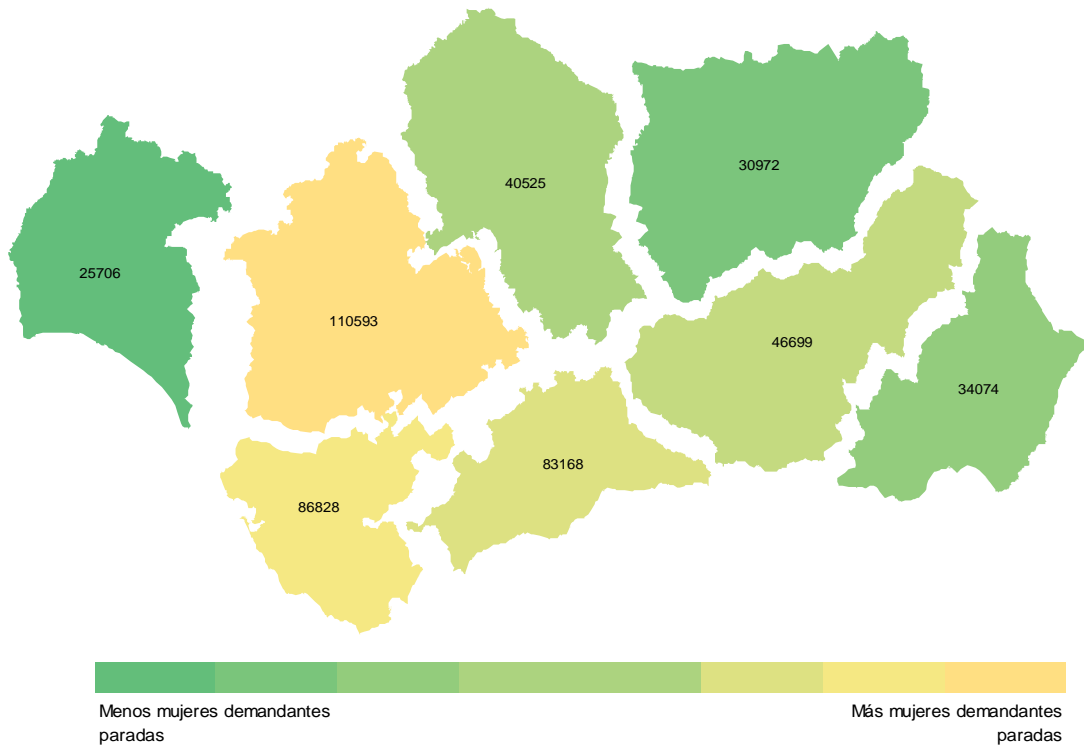 40525
30972
25706
110593
46699
34074
83168
86828
Menos mujeres demandantes
paradas
Más mujeres demandantes
paradas